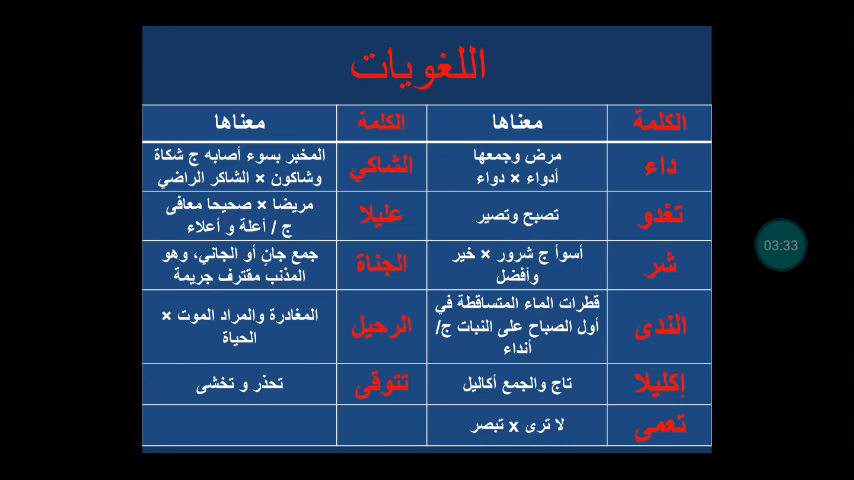 اللغويات
الكلمة معناها الكلمة معناها
داء
مرض وجمعها
أدواء × دواء
الشاكي
المخبر بسوء أصابه ج شكاة
وشاكون × الشاكر الراضي
تغدو
تصبح وتصير
عليلا
مريضا × صحيحا معافى
ج / أعلة و أعلاء
شر
أسوأ ج شرور × خير
وأفضل
الجناة
جمع جانٍ أو الجاني، وهو
المذنب مقترف جريمة
الندى
قطرات الماء المتساقطة في
أول الصباح على النبات ج/
أنداء
الرحيل
المغادرة والمراد الموت ×
الحياة
إكليلا
تاج والجمع أكاليل
تتوقى
تحذر و تخشى
تعمى
لا ترى x تبصر
03:33